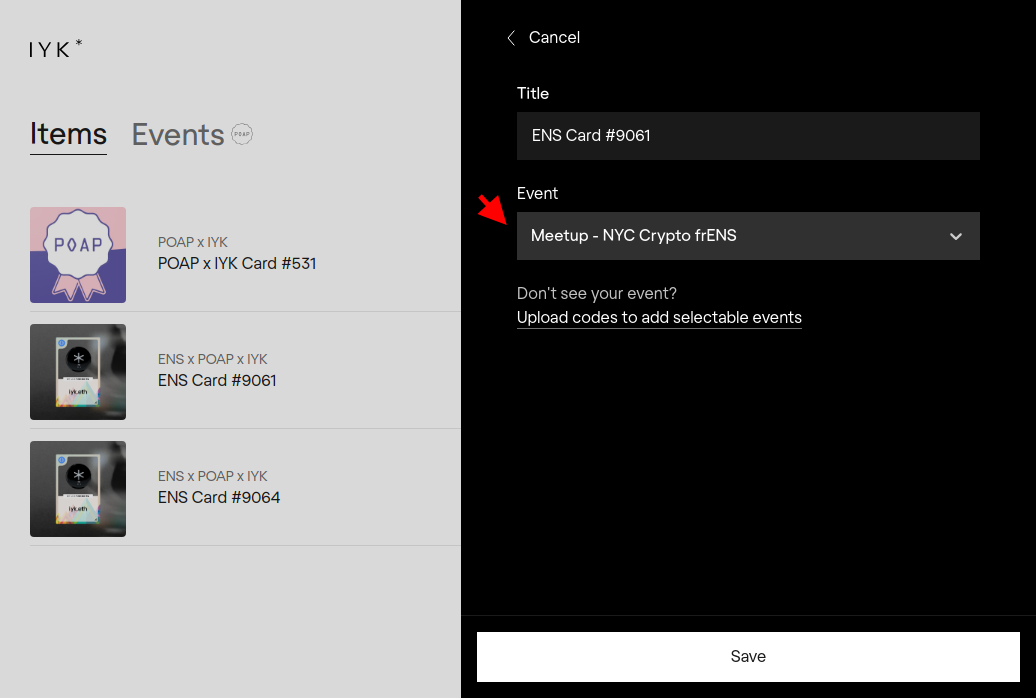 IYK*
Items
Events
POAP
POAP
POAP x IYK
POAP x IYK Card #531
iyk.eth
ENS x POAP x IYK
ENS Card #9061
iyk.eth
ENS x POAP x IYK
ENS Card #9064
Cancel
Title
ENS Card #9061
Event
Meetup - NYC Crypto frENS
Don't see your event?
Upload codes to add selectable events
Save